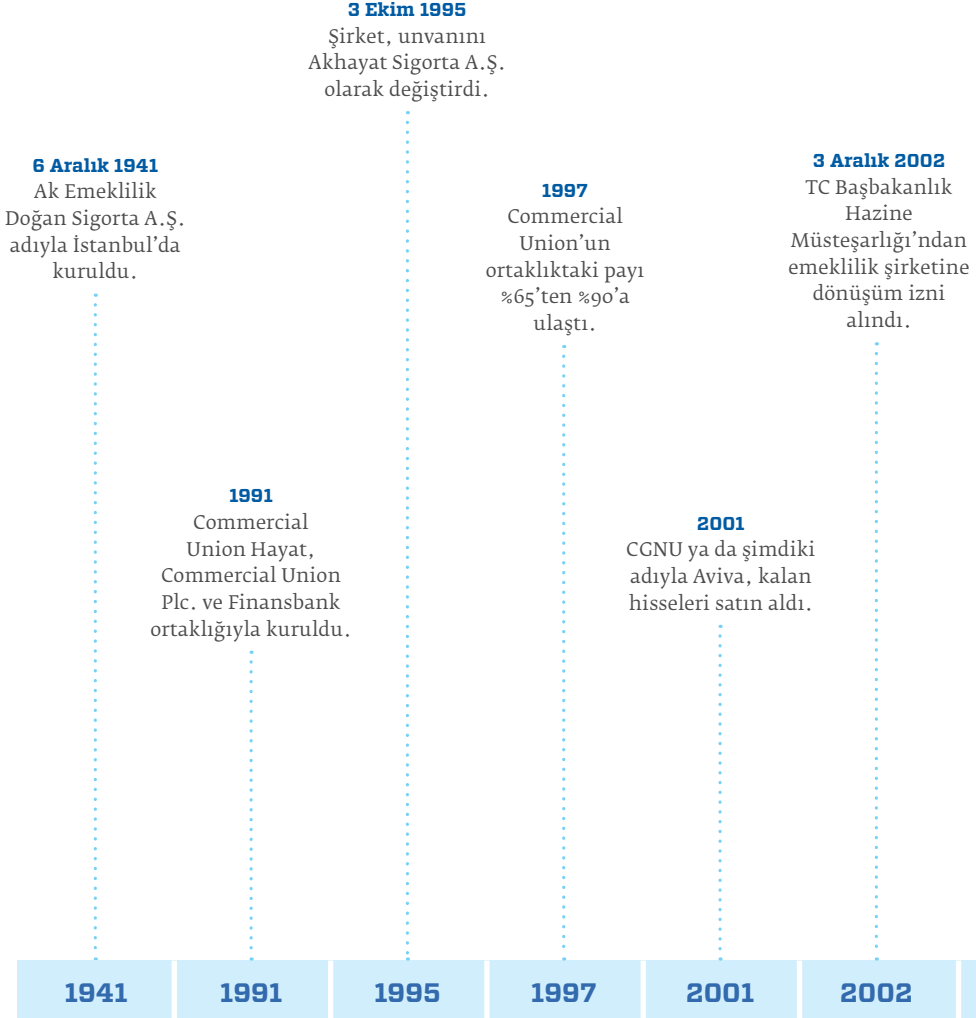 6 Aralık 1941
Ak Emeklilik
Doğan Sigorta A.Ş.
adıyla İstanbul’da
kuruldu.
1991
Commercial
Union Hayat,
Commercial Union
Plc. ve Finansbank
ortaklığıyla kuruldu.
3 Ekim 1995
Şirket, unvanını
Akhayat Sigorta A.Ş.
olarak değiştirdi.
1997
Commercial
Union’un
ortaklıktaki payı
%65’ten %90’a
ulaştı.
2001
CGNU ya da şimdiki
adıyla Aviva, kalan
hisseleri satın aldı.
3 Aralık 2002
TC Başbakanlık
Hazine
Müsteşarlığı’ndan
emeklilik şirketine
dönüşüm izni
alındı.
1941 1991 1995 1997 2001 2002